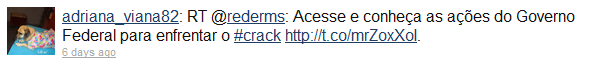 adriana_viana82: RT @rederms: Acesse e conheça as ações do Governo
Federal para enfrentar o #crack http://t.co/mrZoxXol.
6 days ago